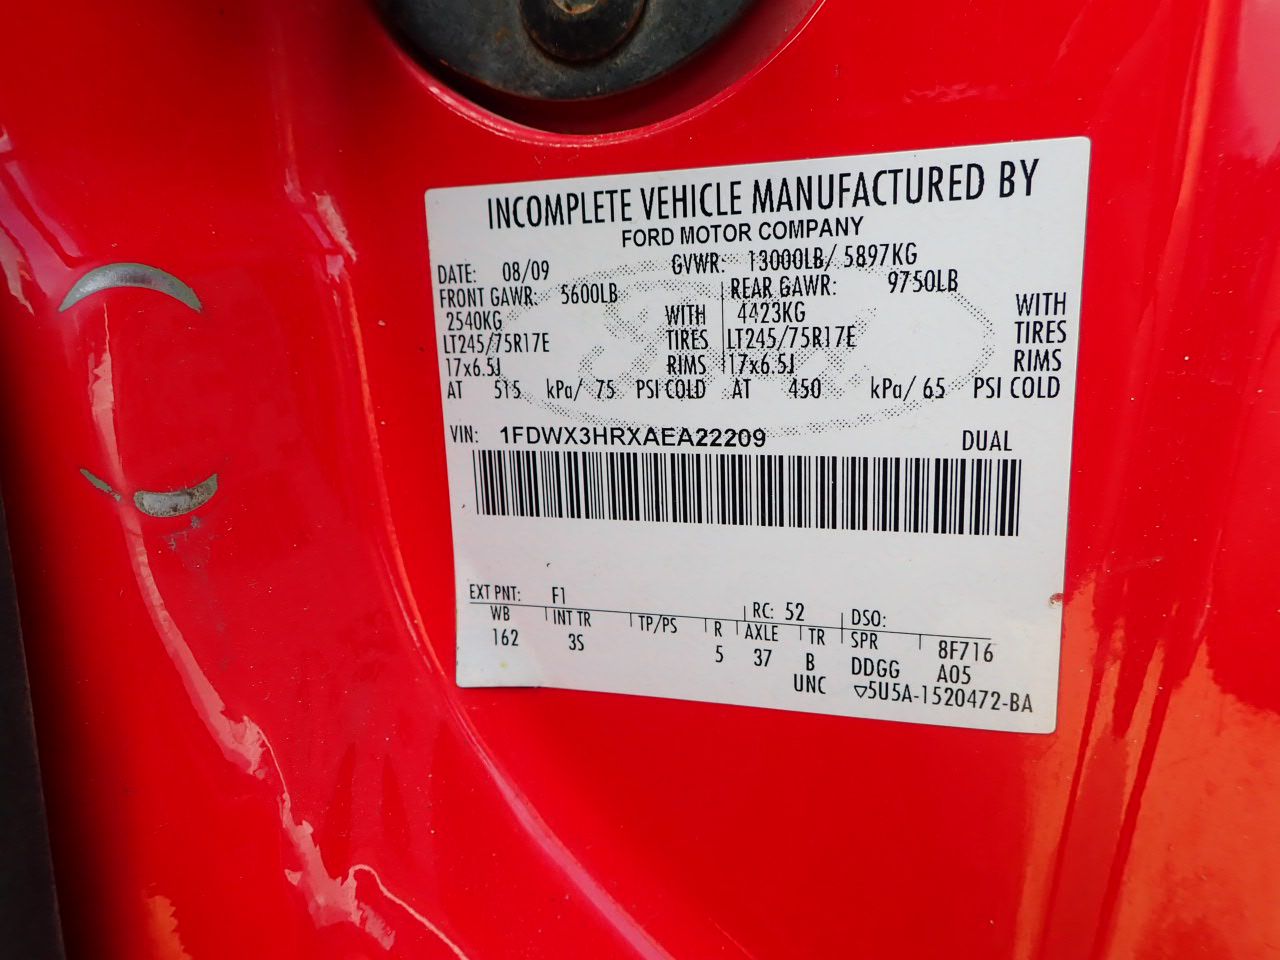 INCOMPLETE VEHICLE MANUFACTURED BY
FORD MOTOR COMPANY
DATE: 08/09 GVWR: 13000LB/ 5897KG
FRONT GAWR: 5600LB REAR GAWR: 9750LB
2540KG WITH 4423KG WITH
LT245/75R17E TIRES LT245/75R17E TIRES
17x6.5J RIMS 17x6.5J RIMS
AT 515 kPa/ 75 PSI COLD AT 450 kPa/ 65 PSI COLD
VIN: 1FDWX3HRXAEA22209 DUAL
EXT PNT: F1 RC: 52 DSO:
WB INT TR TP/PS R AXLE TR SPR 8F716
162 3S 5 37 B DDGG A05
UNC ▽5U5A-1520472-BA